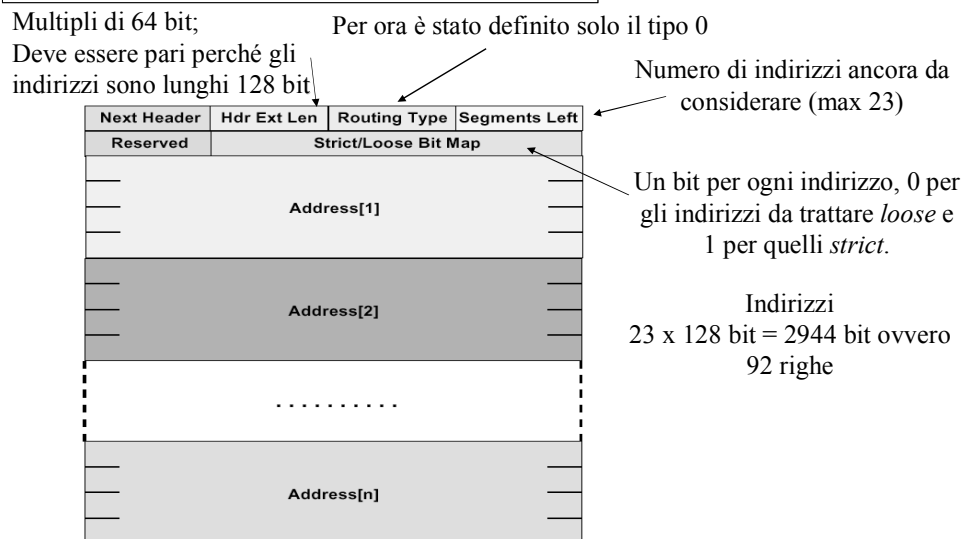 Multipli di 64 bit;
Deve essere pari perché gli
indirizzi sono lunghi 128 bit
Per ora è stato definito solo il tipo 0
Numero di indirizzi ancora da
considerare (max 23)
Next Header Hdr Ext Len Routing Type Segments Left
Reserved Strict/Loose Bit Map
Address[1]
Un bit per ogni indirizzo, 0 per
gli indirizzi da trattare loose e
1 per quelli strict.
Address[2]
Indirizzi
23 x 128 bit = 2944 bit ovvero
92 righe
. . . . . . . . . .
Address[n]